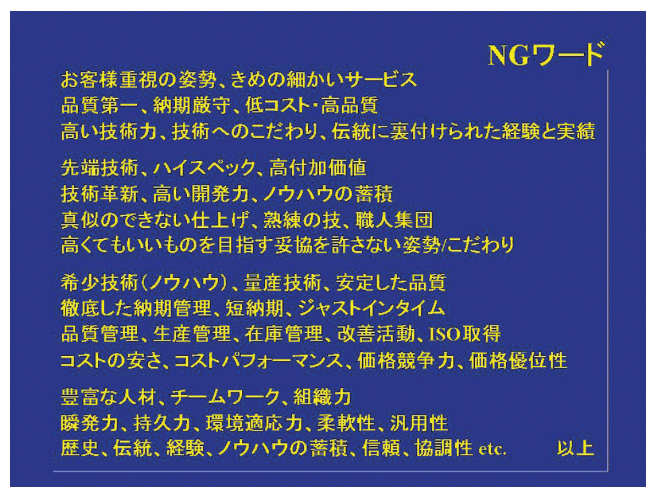 NGワード
お客様重視の姿勢、きめの細かいサービス
品質第一、納期厳守、低コスト・高品質
高い技術力、技術へのこだわり、伝統に裏付けられた経験と実績
先端技術、ハイスペック、高付加価値
技術革新、高い開発力、ノウハウの蓄積
真似のできない仕上げ、熟練の技、職人集団
高くてもいいものを目指す妥協を許さない姿勢/こだわり
希少技術(ノウハウ)、量産技術、安定した品質
徹底した納期管理、短納期、ジャストインタイム
品質管理、生産管理、在庫管理、改善活動、ISO取得
コストの安さ、コストパフォーマンス、価格競争力、価格優位性
豊富な人材、チームワーク、組織力
瞬発力、持久力、環境適応力、柔軟性、汎用性
歴史、伝統、経験、ノウハウの蓄積、信頼、協調性 etc. 以上